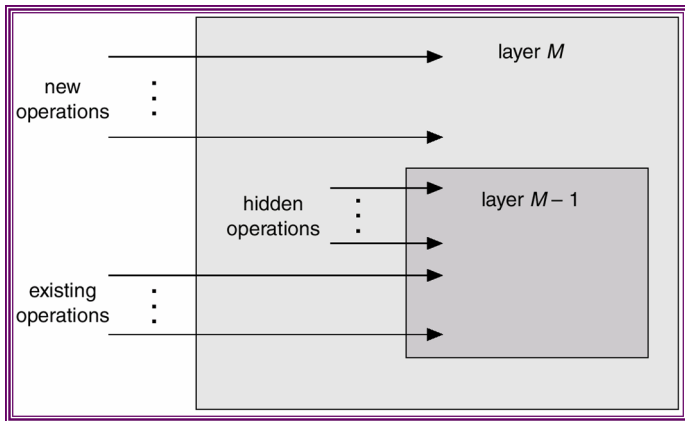 layer M
new
operations
layer M – 1
hidden
operations
existing
operations